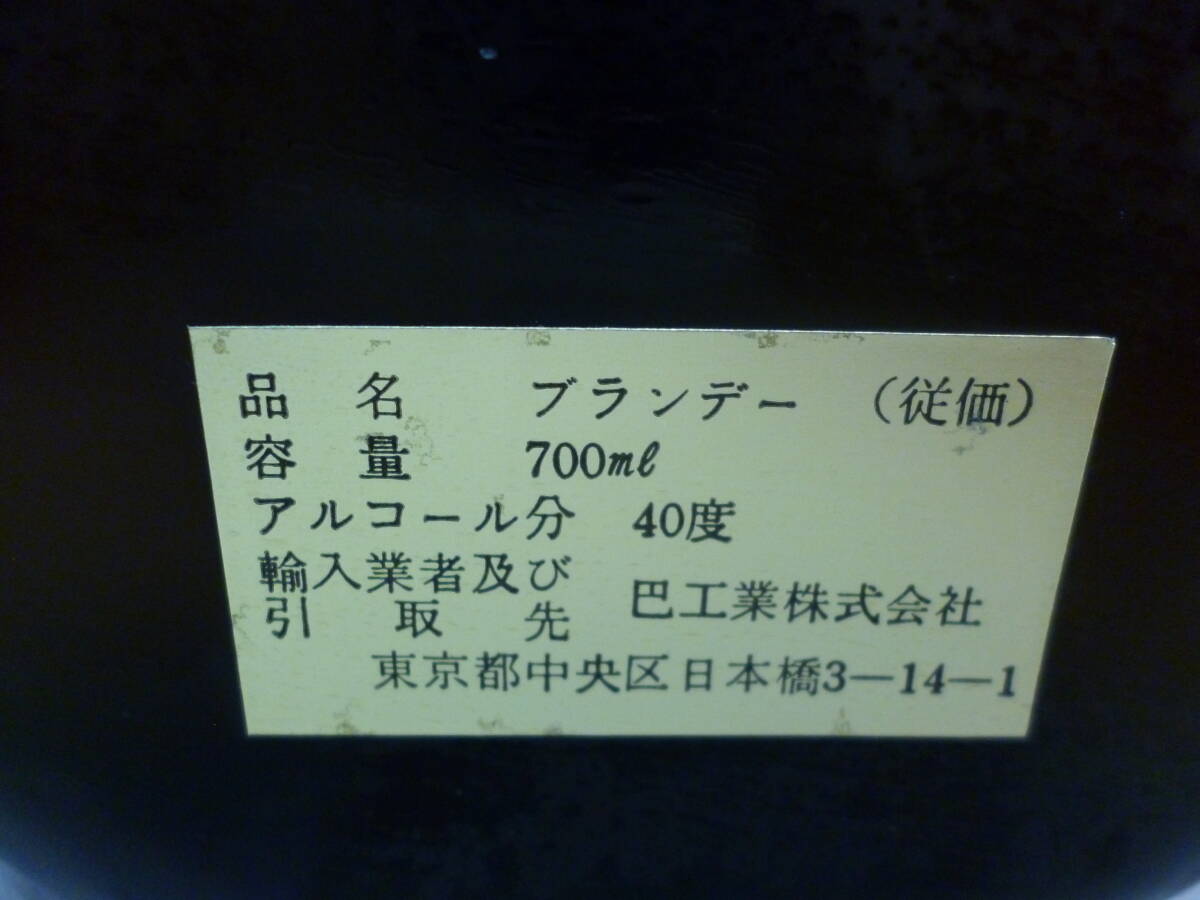 品名 ブランデー (従価)
容量 700㎖
アルコール分 40度
輸入業者及び
引取先 巴工業株式会社
東京都中央区日本橋3―14―1